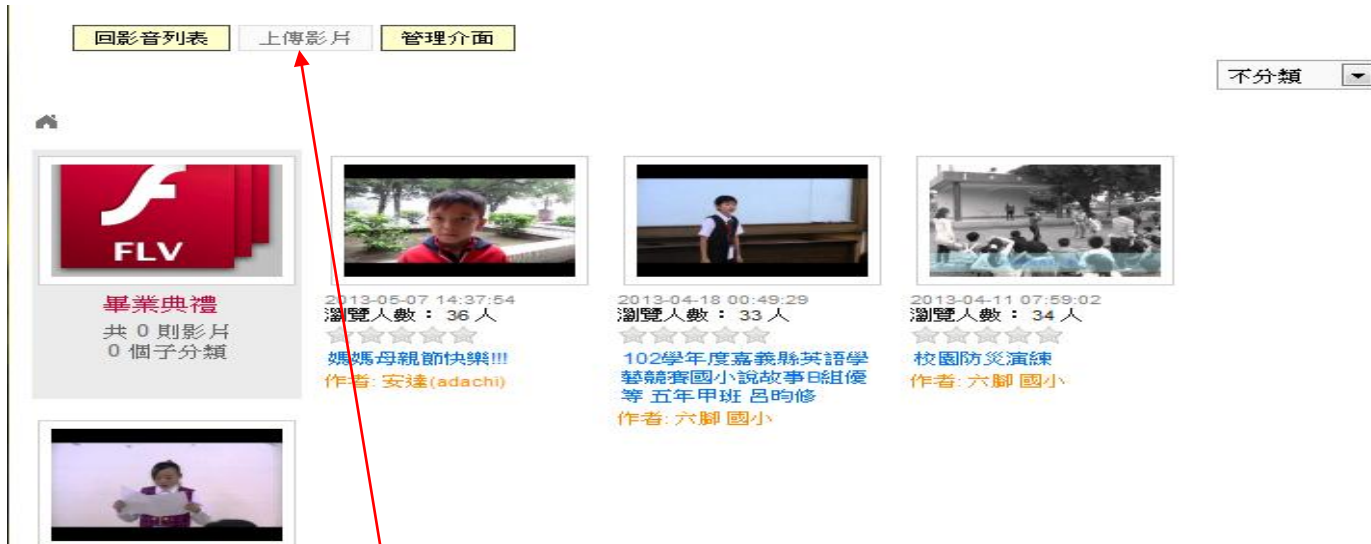 回影音列表 上傳影片 管理介面
不分類
FLV
畢業典禮
共 0 則影片
0 個子分類
2013-05-07 14:37:54
瀏覽人數： 36 人
媽媽母親節快樂!!!
作者: 安達(adachi)
2013-04-18 00:49:29
瀏覽人數： 33 人
102學年度嘉義縣英語學
藝競賽國小說故事B組優
等 五年甲班 呂昀修
作者: 六腳 國小
2013-04-11 07:59:02
瀏覽人數： 34 人
校園防災演練
作者: 六腳 國小